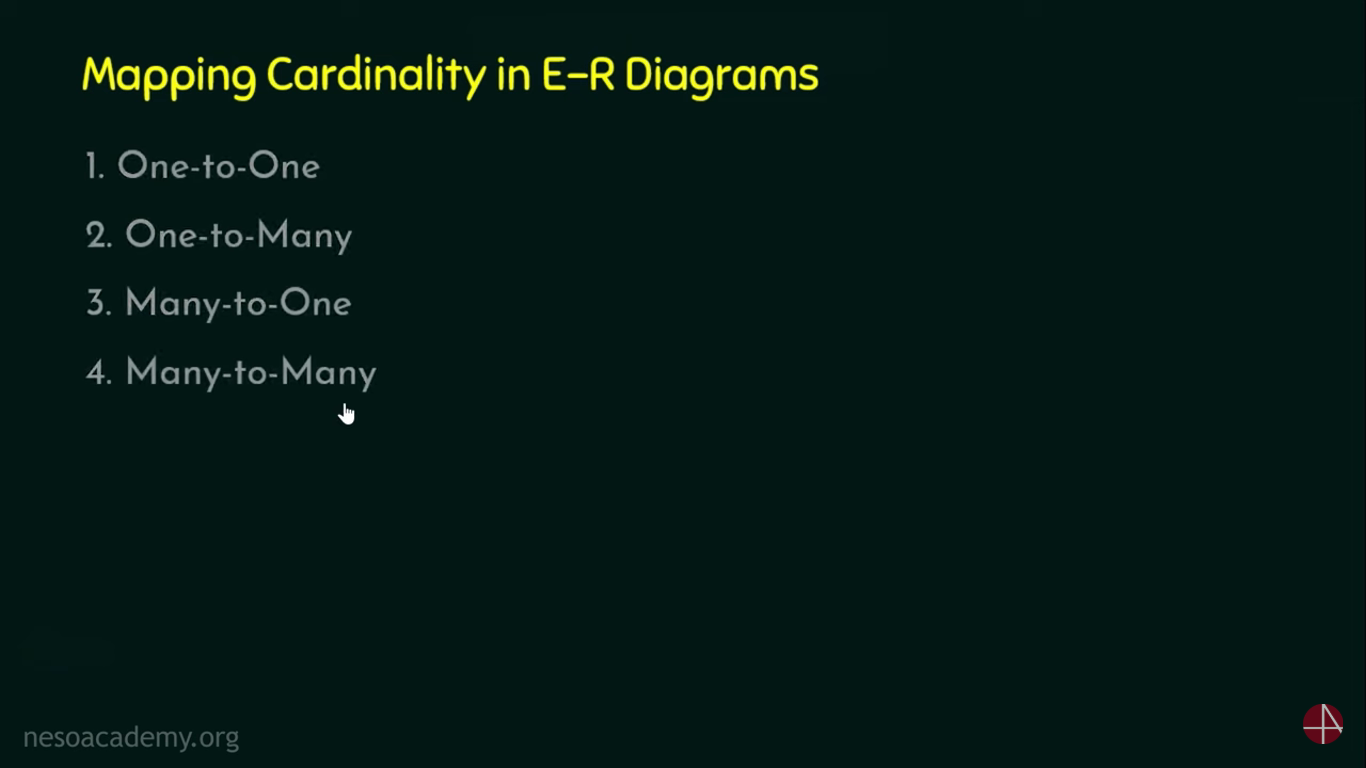 Mapping Cardinality in E-R Diagrams
1. One-to-One
2. One-to-Many
3. Many-to-One
4. Many-to-Many
nesoacademy.org